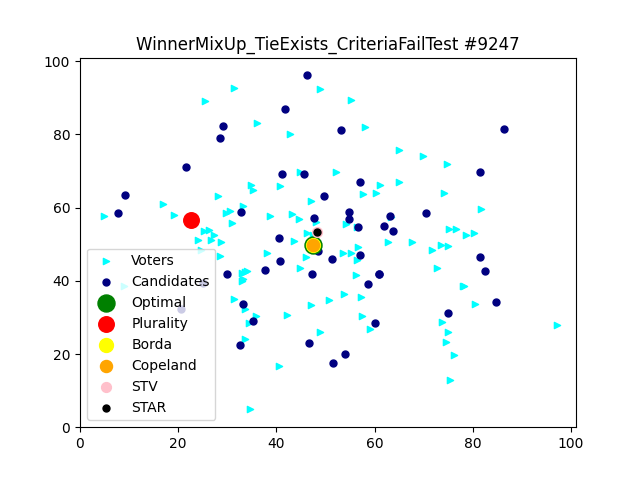 WinnerMixUp_TieExists_CriteriaFailTest #9247
100
80
60
40
20
0
Voters
Candidates
Optimal
Plurality
Borda
Copeland
STV
STAR
0 20 40 60 80 100